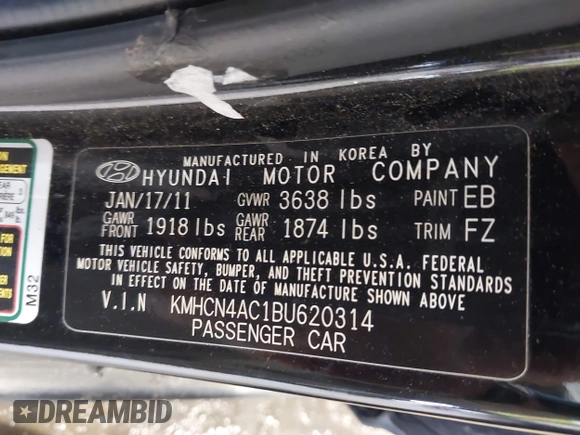 MANUFACTURED IN KOREA BY
HYUNDAI MOTOR COMPANY
JAN/17/11 GVWR 3638 lbs PAINT EB
GAWR FRONT 1918 lbs GAWR REAR 1874 lbs TRIM FZ
THIS VEHICLE CONFORMS TO ALL APPLICABLE U.S.A. FEDERAL
MOTOR VEHICLE SAFETY, BUMPER, AND THEFT PREVENTION STANDARDS
IN EFFECT ON THE DATE OF MANUFACTURE SHOWN ABOVE
V.I.N KMHCN4AC1BU620314
PASSENGER CAR
M32
DREAMBID